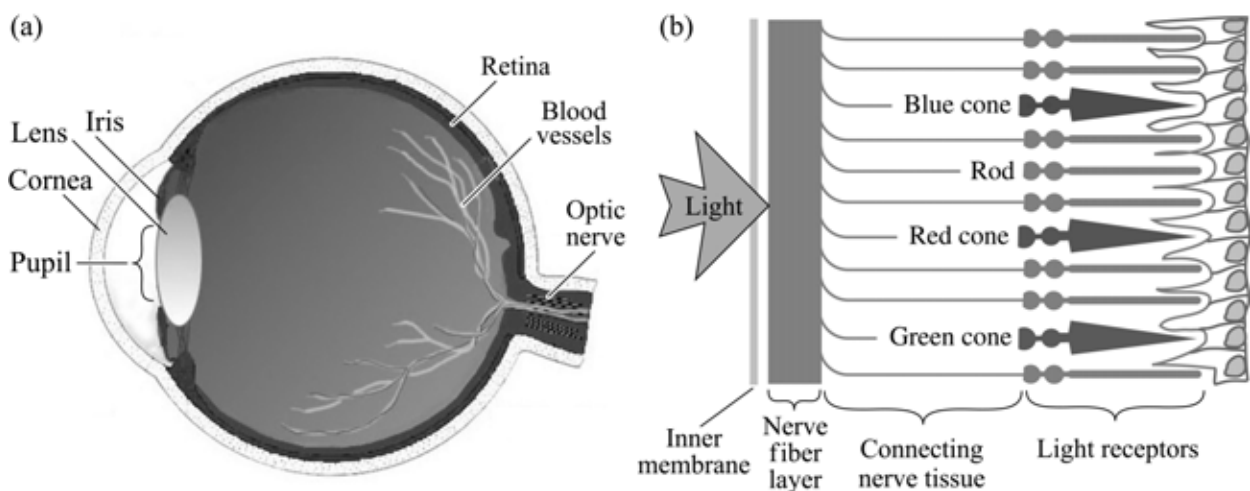 (a)
Retina
Blood
vessels
Iris
Lens
Cornea
Optic
nerve
Pupil
(b)
Blue cone
Rod
Light
Red cone
Green cone
Inner
membrane
Nerve
fiber
layer
Connecting
nerve tissue
Light receptors